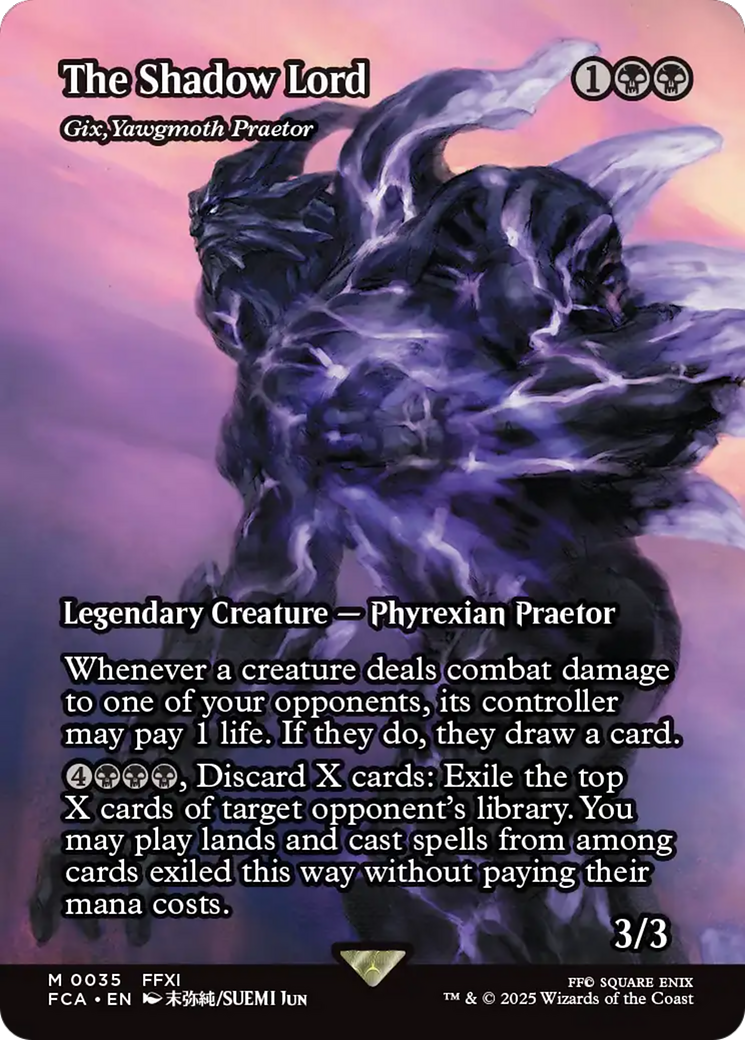 The Shadow Lord
1
Gix, Yawgmoth Praetor
Legendary Creature — Phyrexian Praetor
Whenever a creature deals combat damage
to one of your opponents, its controller
may pay 1 life. If they do, they draw a card.
4, Discard X cards: Exile the top
X cards of target opponent's library. You
may play lands and cast spells from among
cards exiled this way without paying their
mana costs.
3/3
M 0035 FFXI
FCA • EN 末弥純/SUEMI Jun
FF© SQUARE ENIX
™ & © 2025 Wizards of the Coast